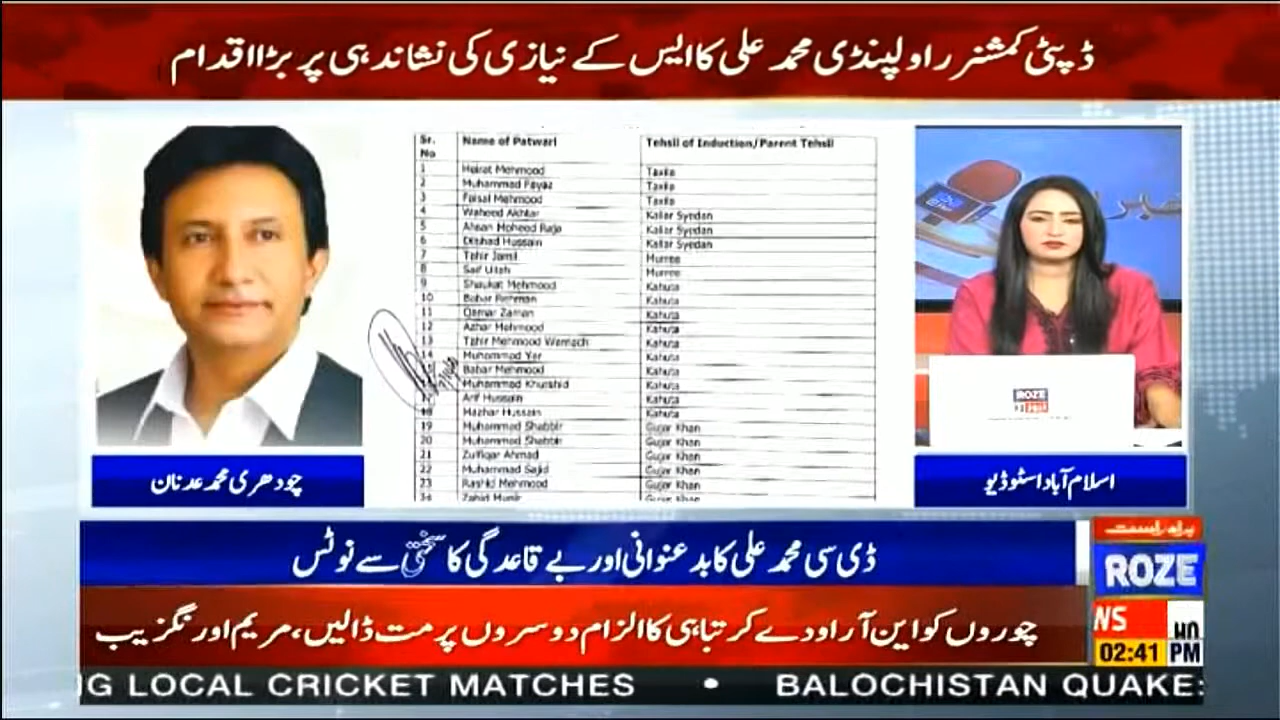 ڈپٹی کمشنر راولپنڈی محمد علی کا ایس کے نیازی کی نشاندہی پر بڑا اقدام
Sr. No Name of Patwari Tehsil of Induction/Parent Tehsil
1 Mehmood Taxila
2 Muhammad Fayaz Taxila
3 Faisal Mehmood Taxila
4 Waheed Akhtar Kallar Syedan
5 Ahsan Raja Kallar Syedan
6 Dilshad Hussain Kallar Syedan
7 Tahir Jamil Murree
8 Saif Ullah Murree
9 Shaukat Mehmood Kahuta
10 Babar Rehman Kahuta
11 Qamar Zaman Kahuta
12 Azhar Mehmood Kahuta
13 Tahir Mehmood Kahuta
14 Muhammad Yar Kahuta
15 Babar Mehmood Kahuta
Muhammad Khurshid Kahuta
Arif Hussain Kahuta
18 Mazhar Hussain Kahuta
19 Muhammad Shabbir Gujar Khan
20 Muhammad Shabbir Gujar Khan
21 Zulfiqar Ahmad Gujar Khan
22 Muhammad Sajid Gujar Khan
23 Rashid Mehmood Gujar Khan
Zahid Munir Gujar Khan
ROZE
چودھری محمد عدنان
اسلام آباد اسٹوڈیو
براہ راست
ڈی سی محمد علی کا بدعنوانی اور بے قاعدگی کا سختی سے نوٹس
ROZE
چوروں کو این آر او دے کر تباہی کا الزام دوسروں پر مت ڈالیں، مریم اورنگزیب
WS
02:41 PM
G LOCAL CRICKET MATCHES • BALOCHISTAN QUAKE: